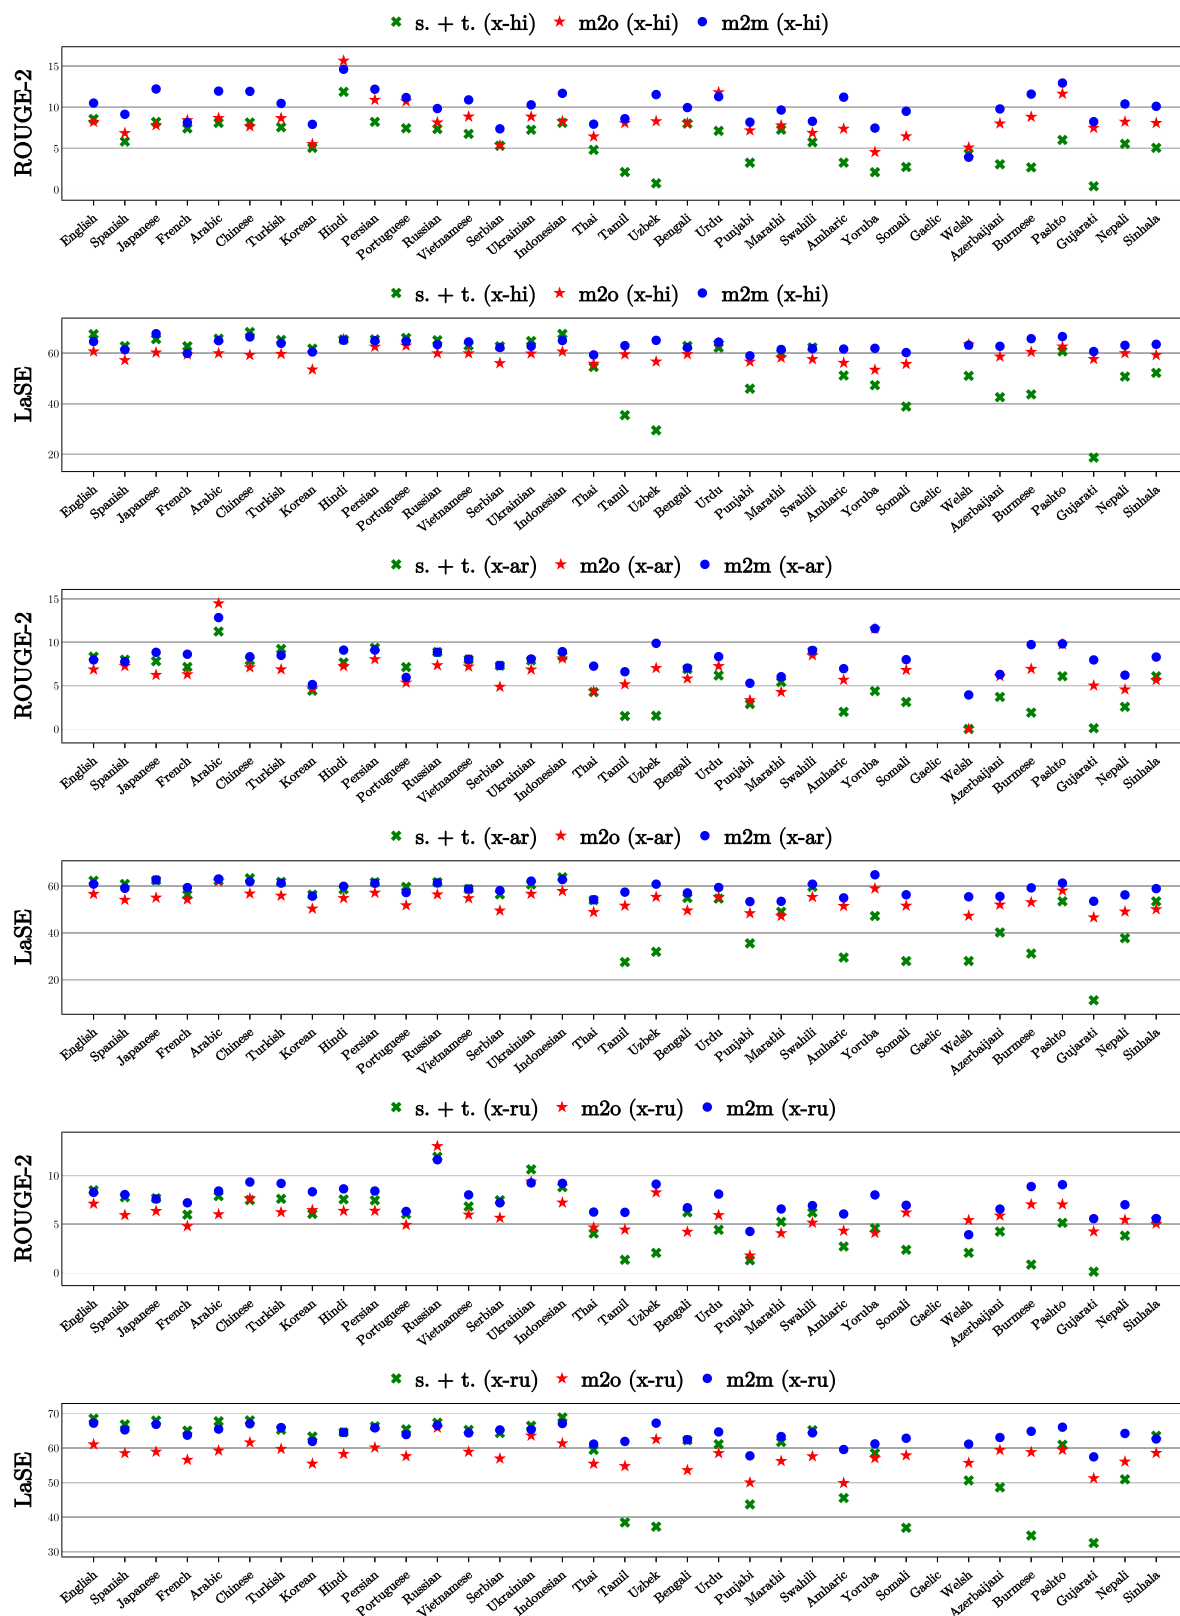 s. + t. (x-hi) m2o (x-hi) m2m (x-hi)
ROUGE-2
15
10
5
0
English Spanish Japanese French Arabic Chinese Turkish Korean Hindi Persian Portuguese Russian Vietnamese Serbian Ukrainian Indonesian Thai Tamil Uzbek Bengali Urdu Punjabi Marathi Swahili Amharic Yoruba Somali Gaelic Welsh Azerbaijani Burmese Pashto Gujarati Nepali Sinhala
s. + t. (x-hi) m2o (x-hi) m2m (x-hi)
LaSE
60
40
20
English Spanish Japanese French Arabic Chinese Turkish Korean Hindi Persian Portuguese Russian Vietnamese Serbian Ukrainian Indonesian Thai Tamil Uzbek Bengali Urdu Punjabi Marathi Swahili Amharic Yoruba Somali Gaelic Welsh Azerbaijani Burmese Pashto Gujarati Nepali Sinhala
s. + t. (x-ar) m2o (x-ar) m2m (x-ar)
ROUGE-2
15
10
5
0
English Spanish Japanese French Arabic Chinese Turkish Korean Hindi Persian Portuguese Russian Vietnamese Serbian Ukrainian Indonesian Thai Tamil Uzbek Bengali Urdu Punjabi Marathi Swahili Amharic Yoruba Somali Gaelic Welsh Azerbaijani Burmese Pashto Gujarati Nepali Sinhala
s. + t. (x-ar) m2o (x-ar) m2m (x-ar)
LaSE
60
40
20
English Spanish Japanese French Arabic Chinese Turkish Korean Hindi Persian Portuguese Russian Vietnamese Serbian Ukrainian Indonesian Thai Tamil Uzbek Bengali Urdu Punjabi Marathi Swahili Amharic Yoruba Somali Gaelic Welsh Azerbaijani Burmese Pashto Gujarati Nepali Sinhala
s. + t. (x-ru) m2o (x-ru) m2m (x-ru)
ROUGE-2
10
5
0
English Spanish Japanese French Arabic Chinese Turkish Korean Hindi Persian Portuguese Russian Vietnamese Serbian Ukrainian Indonesian Thai Tamil Uzbek Bengali Urdu Punjabi Marathi Swahili Amharic Yoruba Somali Gaelic Welsh Azerbaijani Burmese Pashto Gujarati Nepali Sinhala
s. + t. (x-ru) m2o (x-ru) m2m (x-ru)
LaSE
70
60
50
40
30
English Spanish Japanese French Arabic Chinese Turkish Korean Hindi Persian Portuguese Russian Vietnamese Serbian Ukrainian Indonesian Thai Tamil Uzbek Bengali Urdu Punjabi Marathi Swahili Amharic Yoruba Somali Gaelic Welsh Azerbaijani Burmese Pashto Gujarati Nepali Sinhala